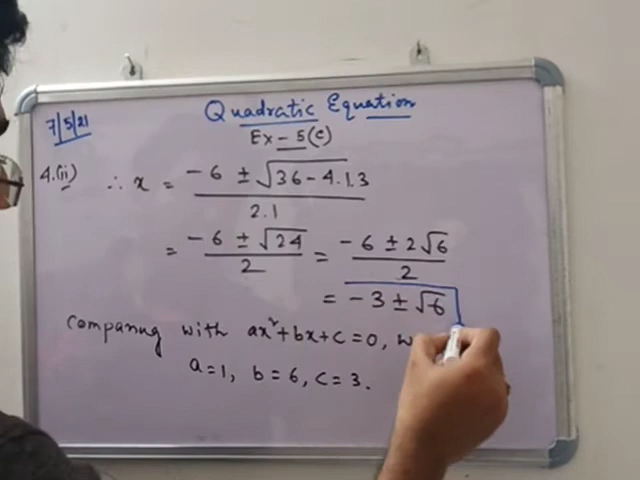 Quadratic Equation
7/5/21
Ex-5(c)
4.(ii) ∴ x = (-6 ± √(36-4.1.3)) / 2.1
= (-6 ± √24) / 2 = (-6 ± 2√6) / 2
= -3 ± √6
comparing with ax²+bx+c=0,
a=1, b=6, c=3.